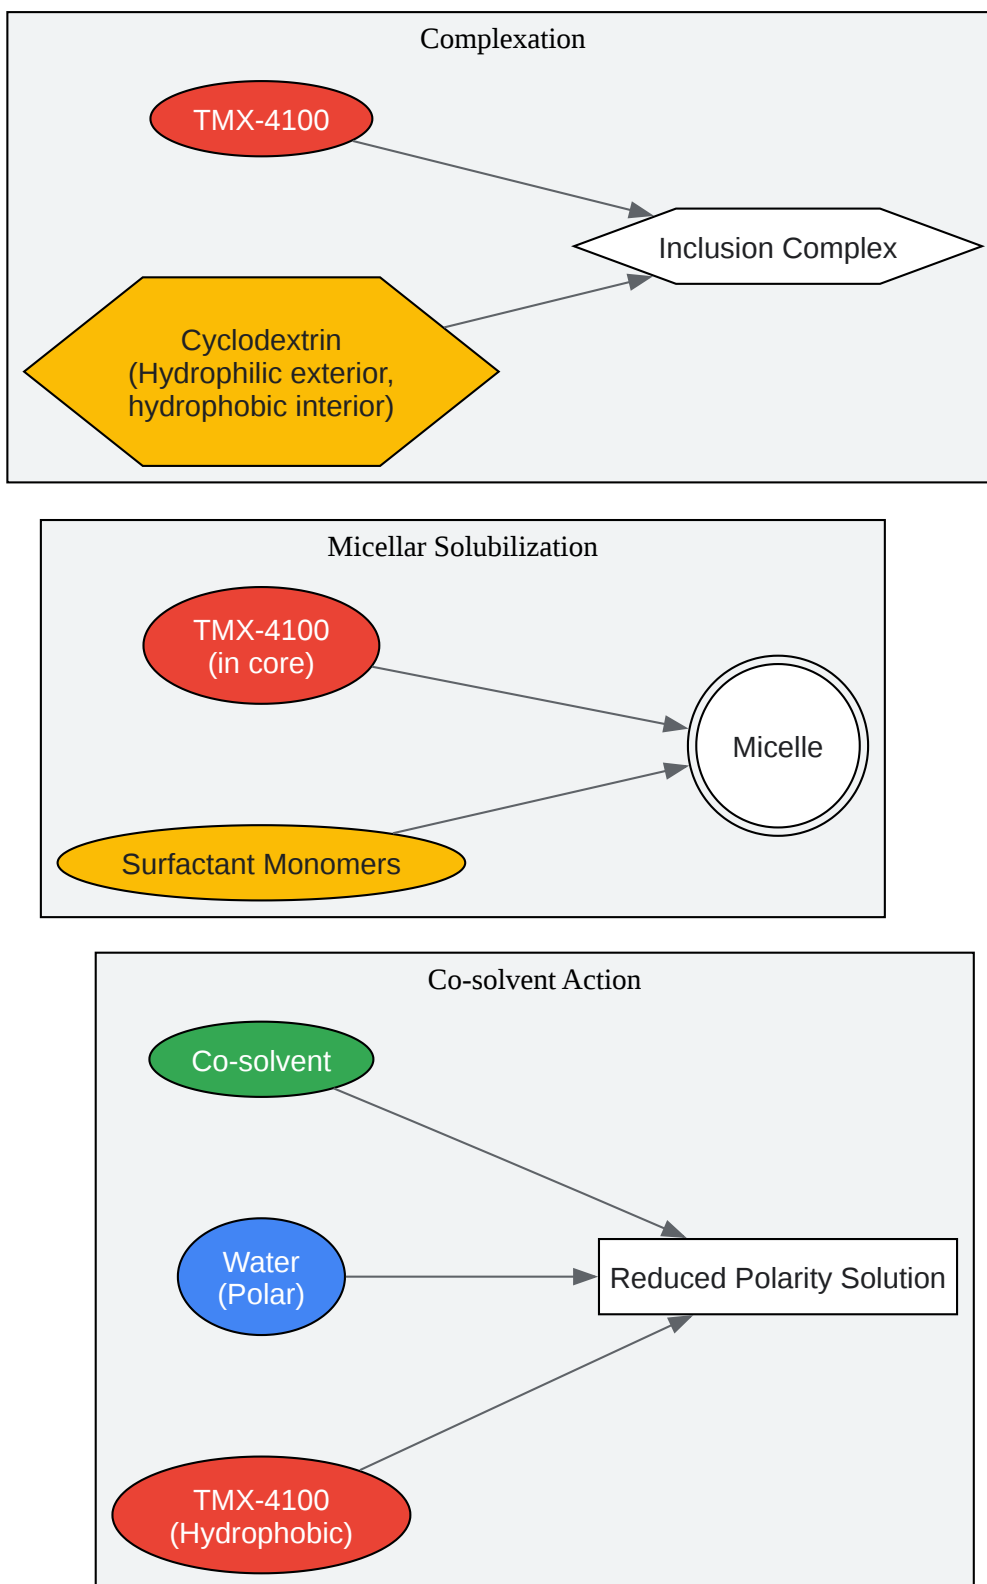 Complexation
TMX-4100
Inclusion Complex
Cyclodextrin
(Hydrophilic exterior,
hydrophobic interior)
Micellar Solubilization
TMX-4100
(in core)
Micelle
Surfactant Monomers
Co-solvent Action
Co-solvent
Water
(Polar)
Reduced Polarity Solution
TMX-4100
(Hydrophobic)